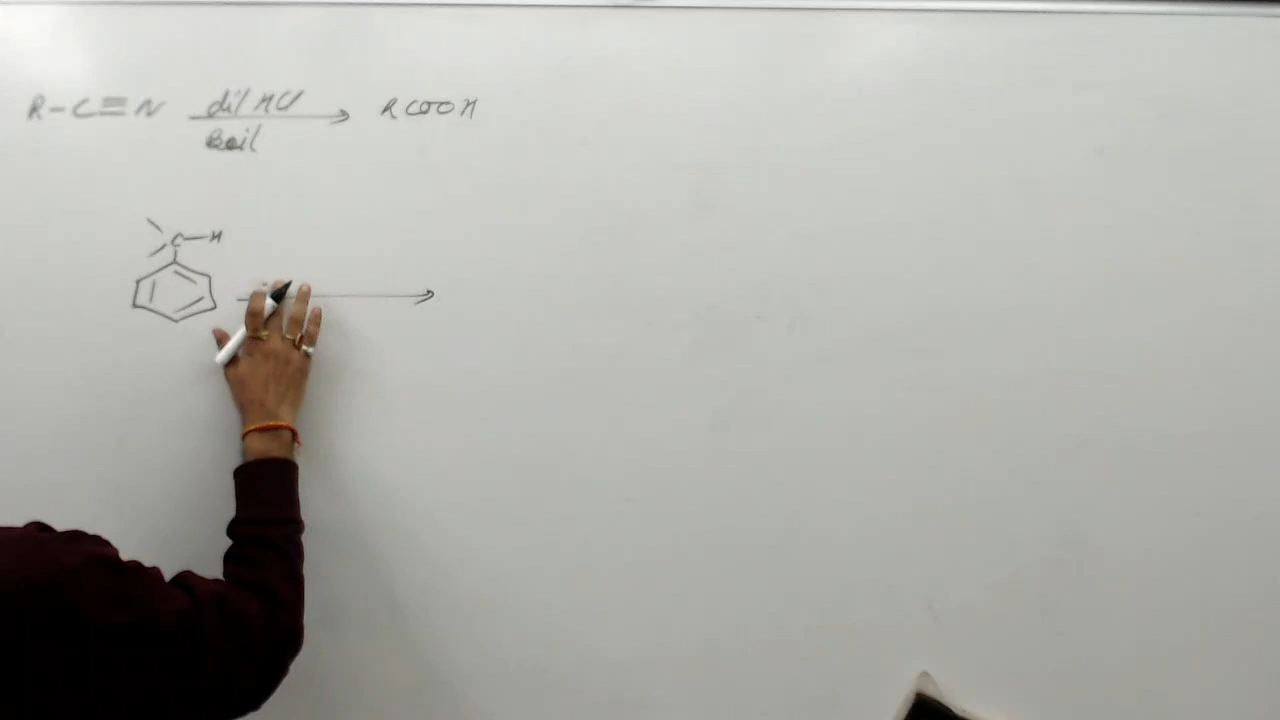 R-C≡N dil HCl Boil → RCOOH
C-H